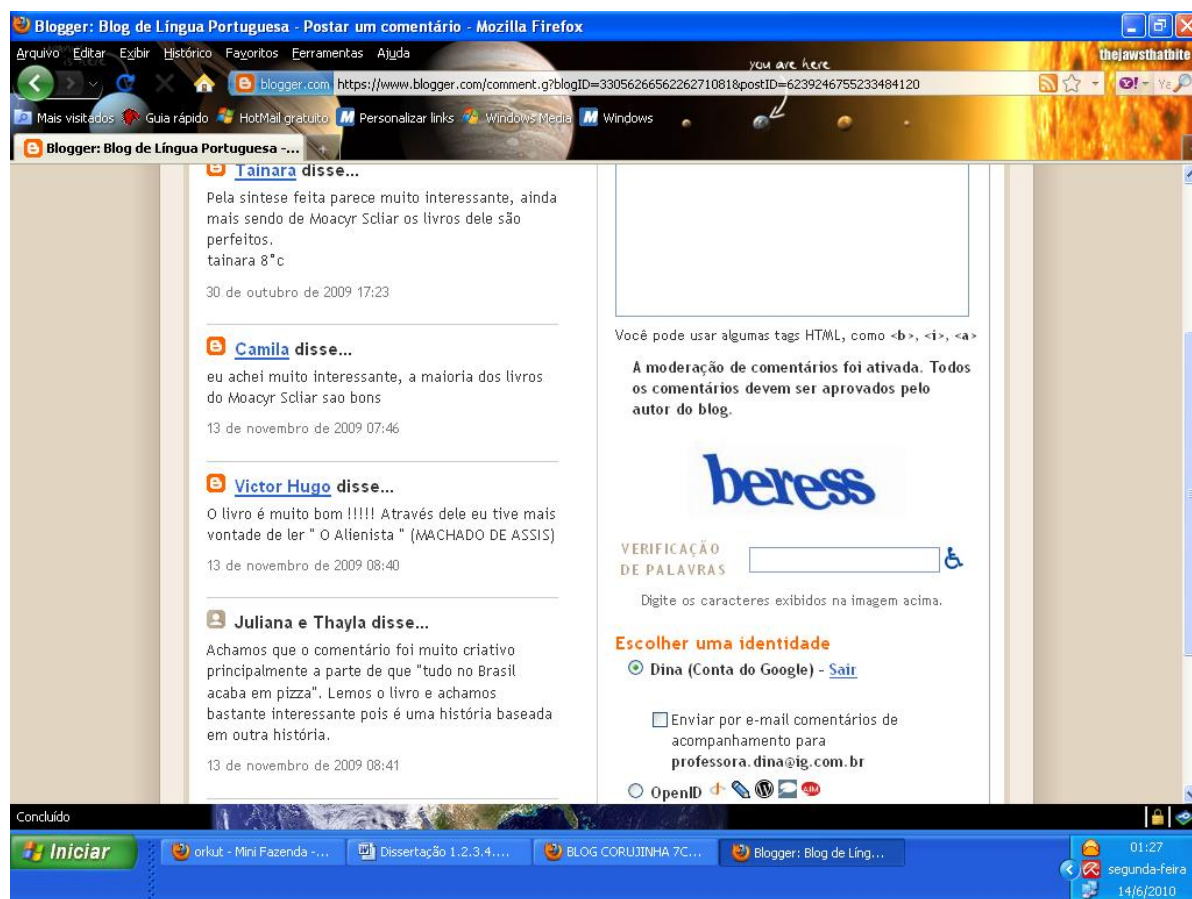 Blogger: Blog de Língua Portuguesa - Postar um comentário - Mozilla Firefox
Arquivo Editar Exibir Histórico Favoritos Ferramentas Ajuda
you are here
thejawsthatbite
blogger.com https://www.blogger.com/comment.g?blogID=3305626656226271081&postID=6239246755233484120
Mais visitados Guia rápido HotMail gratuito Personalizar links Windows Media Windows
Blogger: Blog de Língua Portuguesa -...
Tainara disse...
Pela sintese feita parece muito interessante, ainda
mais sendo de Moacyr Scliar os livros dele são
perfeitos.
tainara 8°c
30 de outubro de 2009 17:23
Camila disse...
eu achei muito interessante, a maioria dos livros
do Moacyr Scliar sao bons
13 de novembro de 2009 07:46
Victor Hugo disse...
O livro é muito bom !!!!! Através dele eu tive mais
vontade de ler " O Alienista " (MACHADO DE ASSIS)
13 de novembro de 2009 08:40
Juliana e Thayla disse...
Achamos que o comentário foi muito criativo
principalmente a parte de que "tudo no Brasil
acaba em pizza". Lemos o livro e achamos
bastante interessante pois é uma história baseada
em outra história.
13 de novembro de 2009 08:41
Você pode usar algumas tags HTML, como <b>, <i>, <a>
A moderação de comentários foi ativada. Todos
os comentários devem ser aprovados pelo
autor do blog.
beress
VERIFICAÇÃO
DE PALAVRAS
Digite os caracteres exibidos na imagem acima.
Escolher uma identidade
Dina (Conta do Google) - Sair
Enviar por e-mail comentários de
acompanhamento para
professora.dina@ig.com.br
OpenID AIM
Concluído
Iniciar
orkut - Mini Fazenda -...
Dissertação 1.2.3.4....
BLOG CORUJINHA 7C...
Blogger: Blog de Líng...
01:27
segunda-feira
14/6/2010